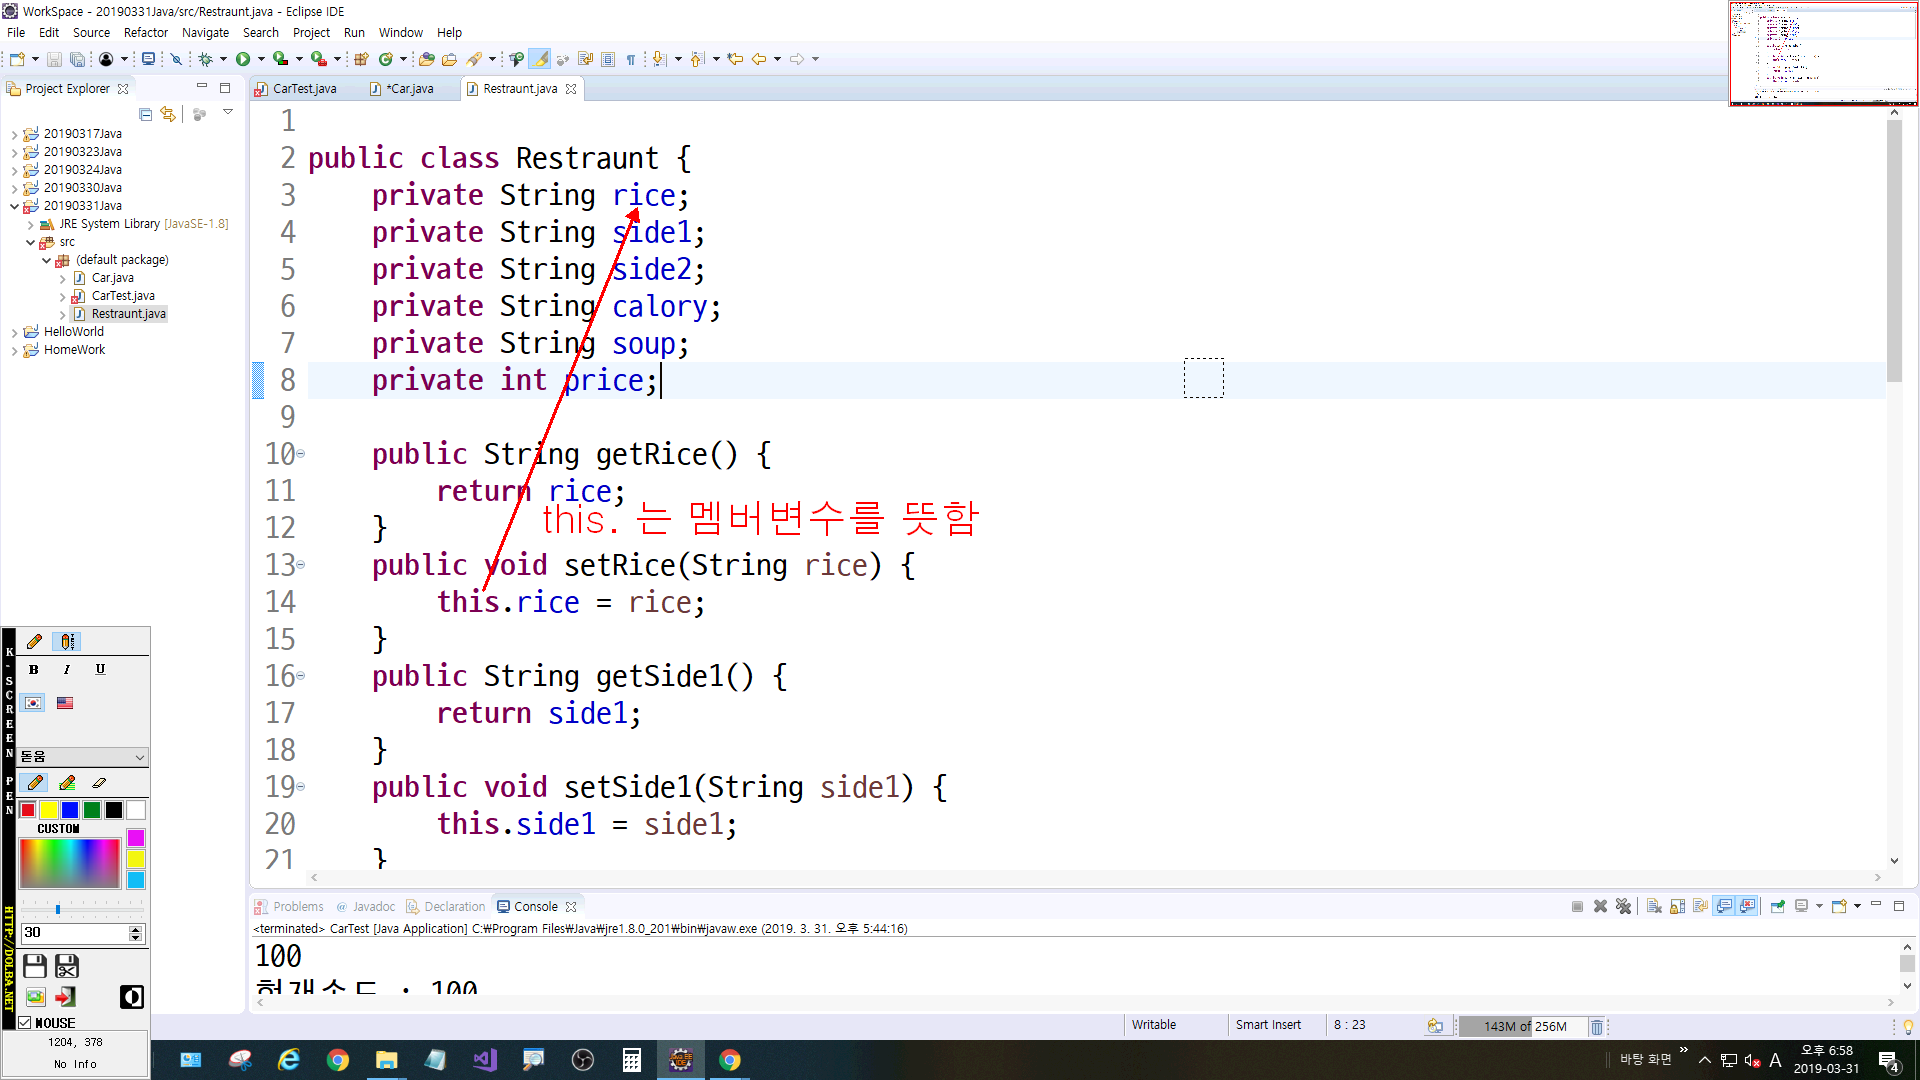 WorkSpace - 20190331Java/src/Restraunt.java - Eclipse IDE
File Edit Source Refactor Navigate Search Project Run Window Help
Project Explorer
20190317Java
20190323Java
20190324Java
20190330Java
20190331Java
JRE System Library [JavaSE-1.8]
src
(default package)
Car.java
CarTest.java
Restraunt.java
HelloWorld
HomeWork
CarTest.java *Car.java Restraunt.java
1
2 public class Restraunt {
3 private String rice;
4 private String side1;
5 private String side2;
6 private String calory;
7 private String soup;
8 private int price;
9
10 public String getRice() {
11 return rice;
12 }
this. 는 멤버변수를 뜻함
13 public void setRice(String rice) {
14 this.rice = rice;
15 }
16 public String getSide1() {
17 return side1;
18 }
19 public void setSide1(String side1) {
20 this.side1 = side1;
21 }
K-SCREEN PEN
HTTP://DOLBA.NET
B I U
돋움
CUSTOM
30
MOUSE
1204, 378
No Info
Problems @ Javadoc Declaration Console
<terminated> CarTest [Java Application] C:₩Program Files₩Java₩jre1.8.0_201₩bin₩javaw.exe (2019. 3. 31. 오후 5:44:16)
100
현재속도 : 100
Writable Smart Insert 8 : 23 143M of 256M
바탕 화면 » A 오후 6:58
2019-03-31 4